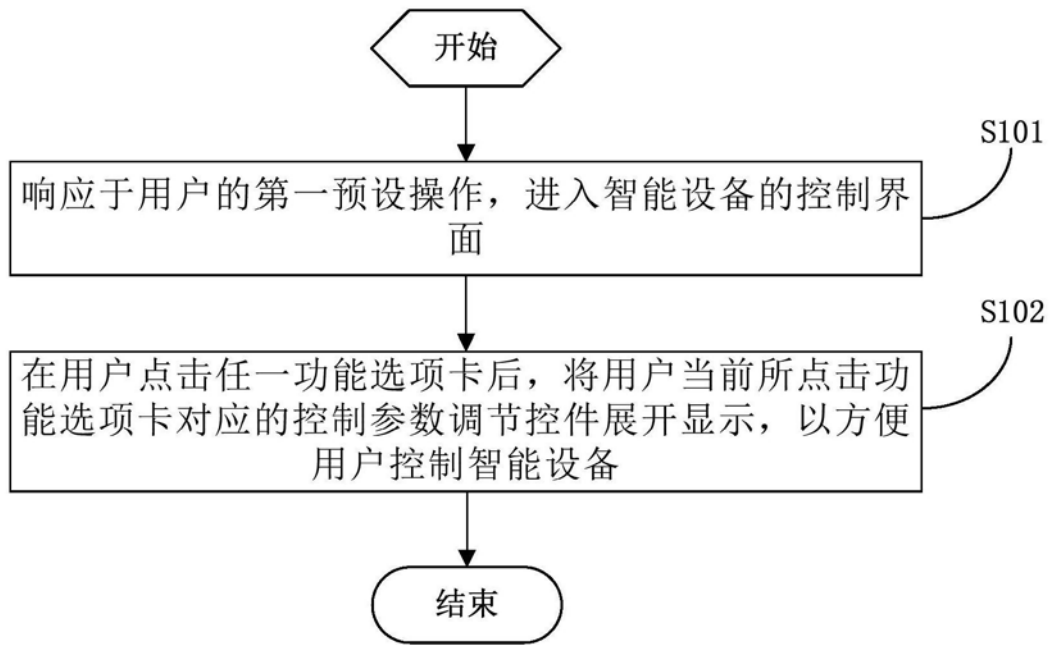 开始
S101
响应于用户的第一预设操作，进入智能设备的控制界
面
S102
在用户点击任一功能选项卡后，将用户当前所点击功
能选项卡对应的控制参数调节控件展开显示，以方便
用户控制智能设备
结束